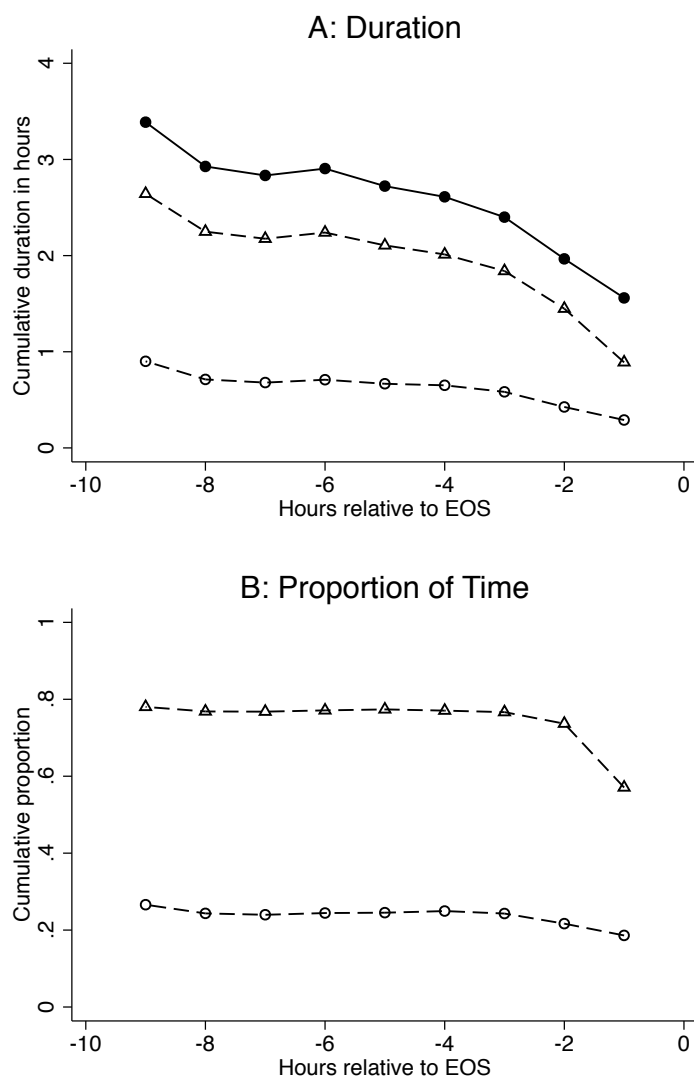 A: Duration
Cumulative duration in hours
4
3
2
1
0
-10 -8 -6 -4 -2 0
Hours relative to EOS
B: Proportion of Time
Cumulative proportion
1
.8
.6
.4
.2
0
-10 -8 -6 -4 -2 0
Hours relative to EOS